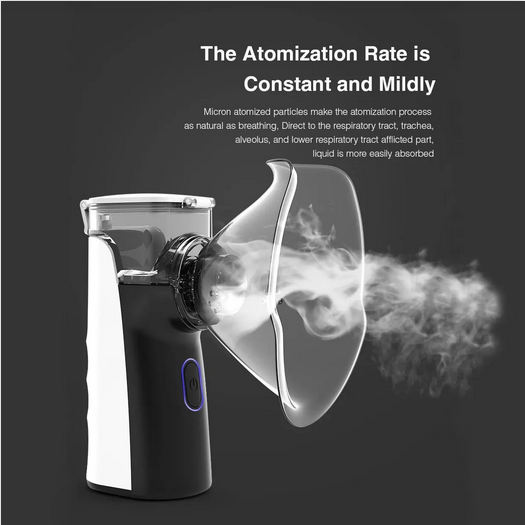 The Atomization Rate is
Constant and Mildly
Micron atomized particles make the atomization process
as natural as breathing, Direct to the respiratory tract, trachea,
alveolus, and lower respiratory tract afflicted part,
liquid is more easily absorbed